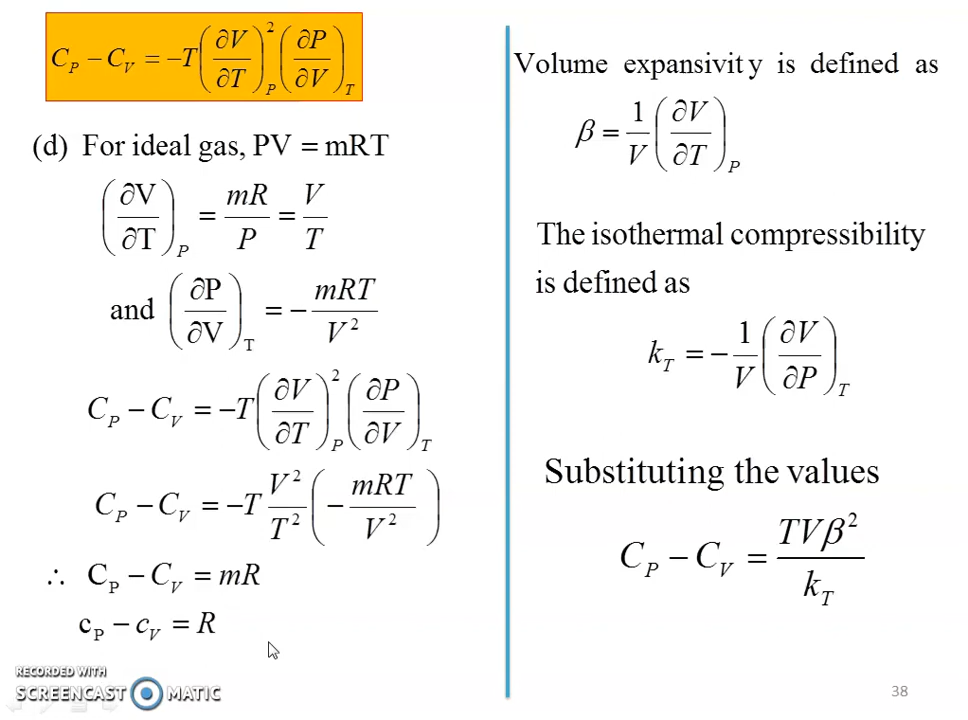 C_P − C_V = −T (∂V/∂T)_P^2 (∂P/∂V)_T
(d) For ideal gas, PV = mRT
(∂V/∂T)_P = mR/P = V/T
and (∂P/∂V)_T = − mRT/V^2
C_P − C_V = −T (∂V/∂T)_P^2 (∂P/∂V)_T
C_P − C_V = −T V^2/T^2 (− mRT/V^2)
∴ C_P − C_V = mR
c_P − c_V = R
RECORDED WITH
SCREENCAST MATIC
Volume expansivit y is defined as
β = 1/V (∂V/∂T)_P
The isothermal compressibility
is defined as
k_T = − 1/V (∂V/∂P)_T
Substituting the values
C_P − C_V = TVβ^2/k_T
38